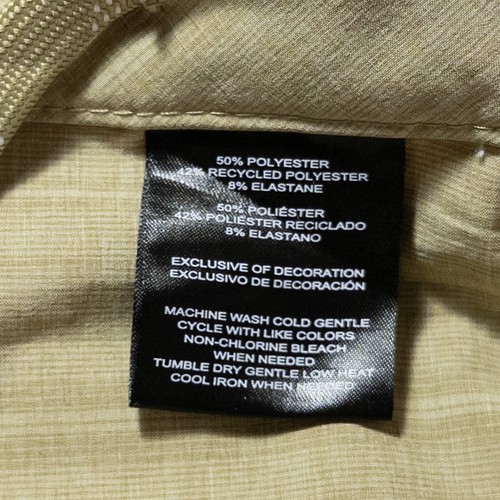 50% POLYESTER
42% RECYCLED POLYESTER
8% ELASTANE
50% POLIÉSTER
42% POLIÉSTER RECICLADO
8% ELASTANO
EXCLUSIVE OF DECORATION
EXCLUSIVO DE DECORACIÓN
MACHINE WASH COLD GENTLE
CYCLE WITH LIKE COLORS
NON-CHLORINE BLEACH
WHEN NEEDED
TUMBLE DRY GENTLE LOW HEAT
COOL IRON WHEN NEEDED